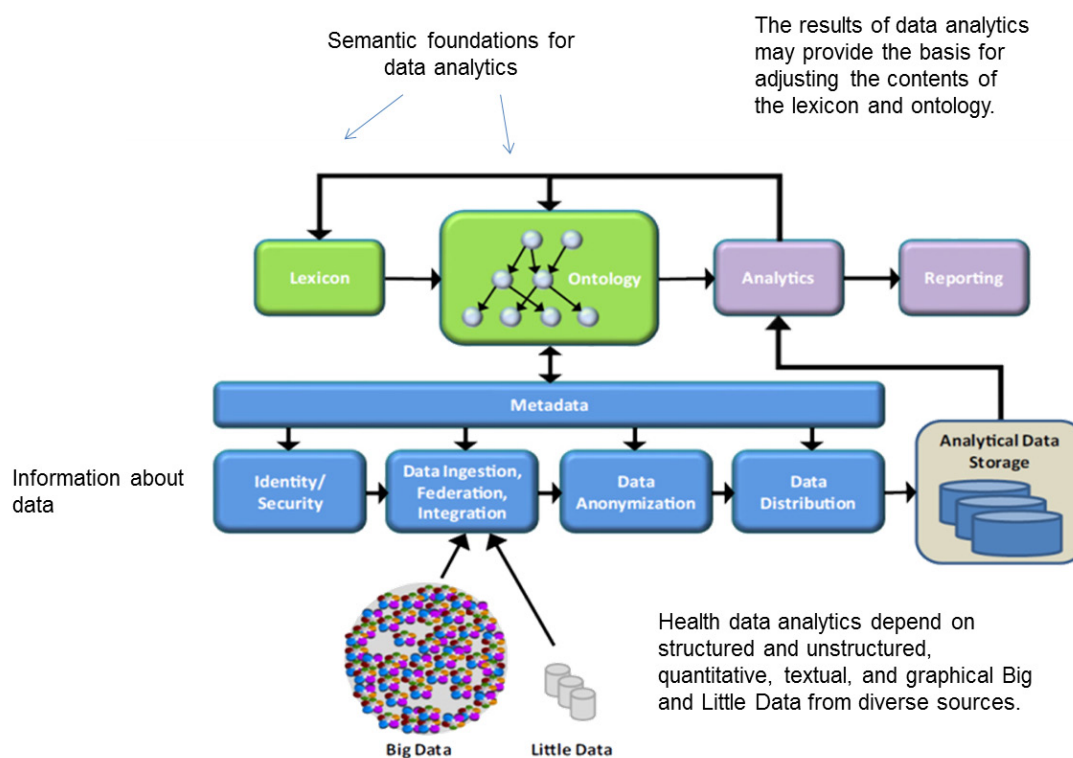 Semantic foundations for
data analytics
The results of data analytics
may provide the basis for
adjusting the contents of
the lexicon and ontology.
Lexicon
Ontology
Analytics
Reporting
Metadata
Information about
data
Identity/
Security
Data Ingestion,
Federation,
Integration
Data
Anonymization
Data
Distribution
Analytical Data
Storage
Big Data
Little Data
Health data analytics depend on
structured and unstructured,
quantitative, textual, and graphical Big
and Little Data from diverse sources.